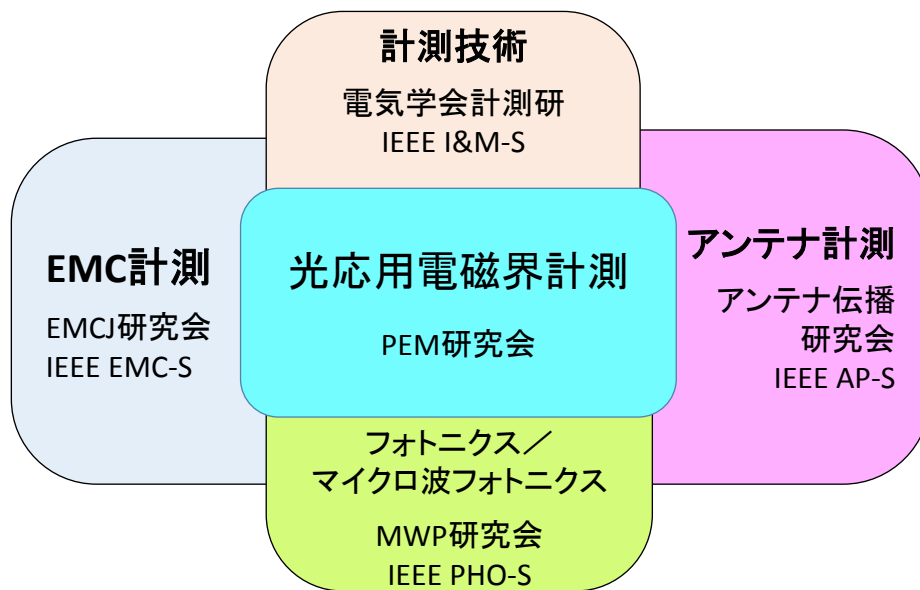 計測技術
電気学会計測研
IEEE I&M-S
EMC計測
EMCJ研究会
IEEE EMC-S
光応用電磁界計測
PEM研究会
アンテナ計測
アンテナ伝播
研究会
IEEE AP-S
フォトニクス／
マイクロ波フォトニクス
MWP研究会
IEEE PHO-S